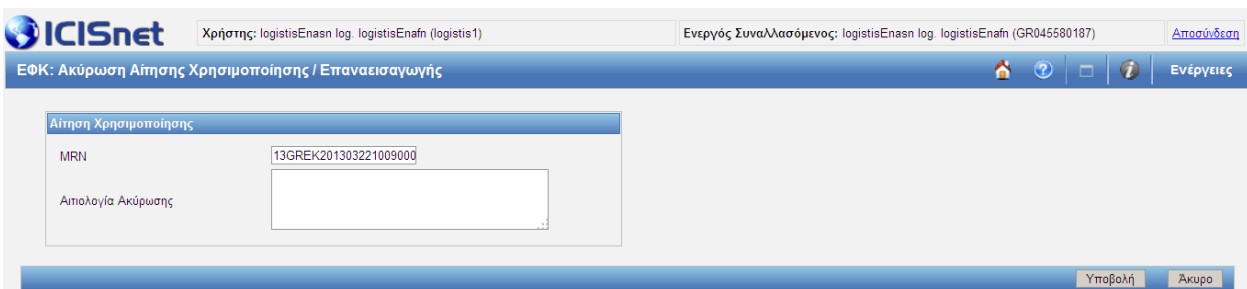 ICISnet
Χρήστης: logistisEnasn log. logistisEnafn (logistis1) Ενεργός Συναλλασόμενος: logistisEnasn log. logistisEnafn (GR045580187) Αποσύνδεση
ΕΦΚ: Ακύρωση Αίτησης Χρησιμοποίησης / Επαναεισαγωγής Ενέργειες
Αίτηση Χρησιμοποίησης
MRN 13GREK201303221009000
Αιτιολογία Ακύρωσης
Υποβολή Άκυρο